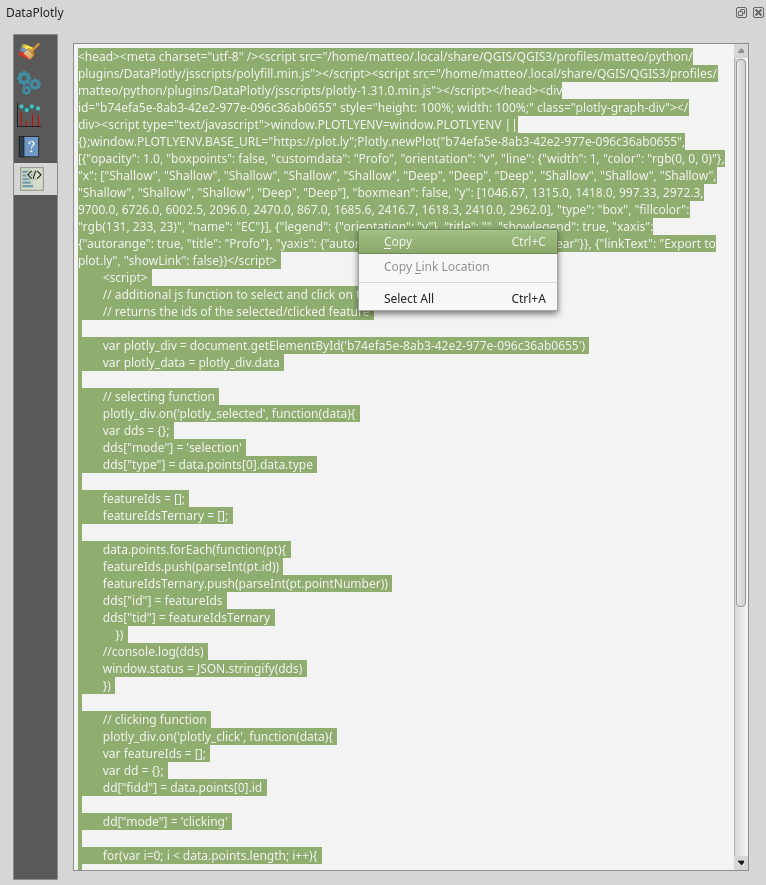 DataPlotly
<head><meta charset="utf-8" /><script src="/home/matteo/.local/share/QGIS/QGIS3/profiles/matteo/python/
plugins/DataPlotly/jsscripts/polyfill.min.js"></script><script src="/home/matteo/.local/share/QGIS/QGIS3/profiles/
matteo/python/plugins/DataPlotly/jsscripts/plotly-1.31.0.min.js"></script></head><div
id="b74efa5e-8ab3-42e2-977e-096c36ab0655" style="height: 100%; width: 100%;" class="plotly-graph-div"></
div><script type="text/javascript">window.PLOTLYENV=window.PLOTLYENV ||
{};window.PLOTLYENV.BASE_URL="https://plot.ly";Plotly.newPlot("b74efa5e-8ab3-42e2-977e-096c36ab0655",
[{"opacity": 1.0, "boxpoints": false, "customdata": "Profo", "orientation": "v", "line": {"width": 1, "color": "rgb(0, 0, 0)"},
"x": ["Shallow", "Shallow", "Shallow", "Shallow", "Shallow", "Deep", "Deep", "Deep", "Shallow", "Shallow", "Shallow",
"Shallow", "Shallow", "Shallow", "Deep", "Deep"], "boxmean": false, "y": [1046.67, 1315.0, 1418.0, 997.33, 2972.3,
9700.0, 6726.0, 6002.5, 2096.0, 2470.0, 867.0, 1685.6, 2416.7, 1618.3, 2410.0, 2962.0], "type": "box", "fillcolor":
"rgb(131, 233, 23)", "name": "EC"}], {"legend": {"orientation": "v"}, "title": "", "showlegend": true, "xaxis":
{"autorange": true, "title": "Profo"}, "yaxis": {"autor ear"}}, {"linkText": "Export to
plot.ly", "showLink": false})</script>
<script>
// additional js function to select and click on
// returns the ids of the selected/clicked feature
Copy Ctrl+C
Copy Link Location
Select All Ctrl+A
var plotly_div = document.getElementById('b74efa5e-8ab3-42e2-977e-096c36ab0655')
var plotly_data = plotly_div.data
// selecting function
plotly_div.on('plotly_selected', function(data){
var dds = {};
dds["mode"] = 'selection'
dds["type"] = data.points[0].data.type
featureIds = [];
featureIdsTernary = [];
data.points.forEach(function(pt){
featureIds.push(parseInt(pt.id))
featureIdsTernary.push(parseInt(pt.pointNumber))
dds["id"] = featureIds
dds["tid"] = featureIdsTernary
})
//console.log(dds)
window.status = JSON.stringify(dds)
})
// clicking function
plotly_div.on('plotly_click', function(data){
var featureIds = [];
var dd = {};
dd["fidd"] = data.points[0].id
dd["mode"] = 'clicking'
for(var i=0; i < data.points.length; i++){